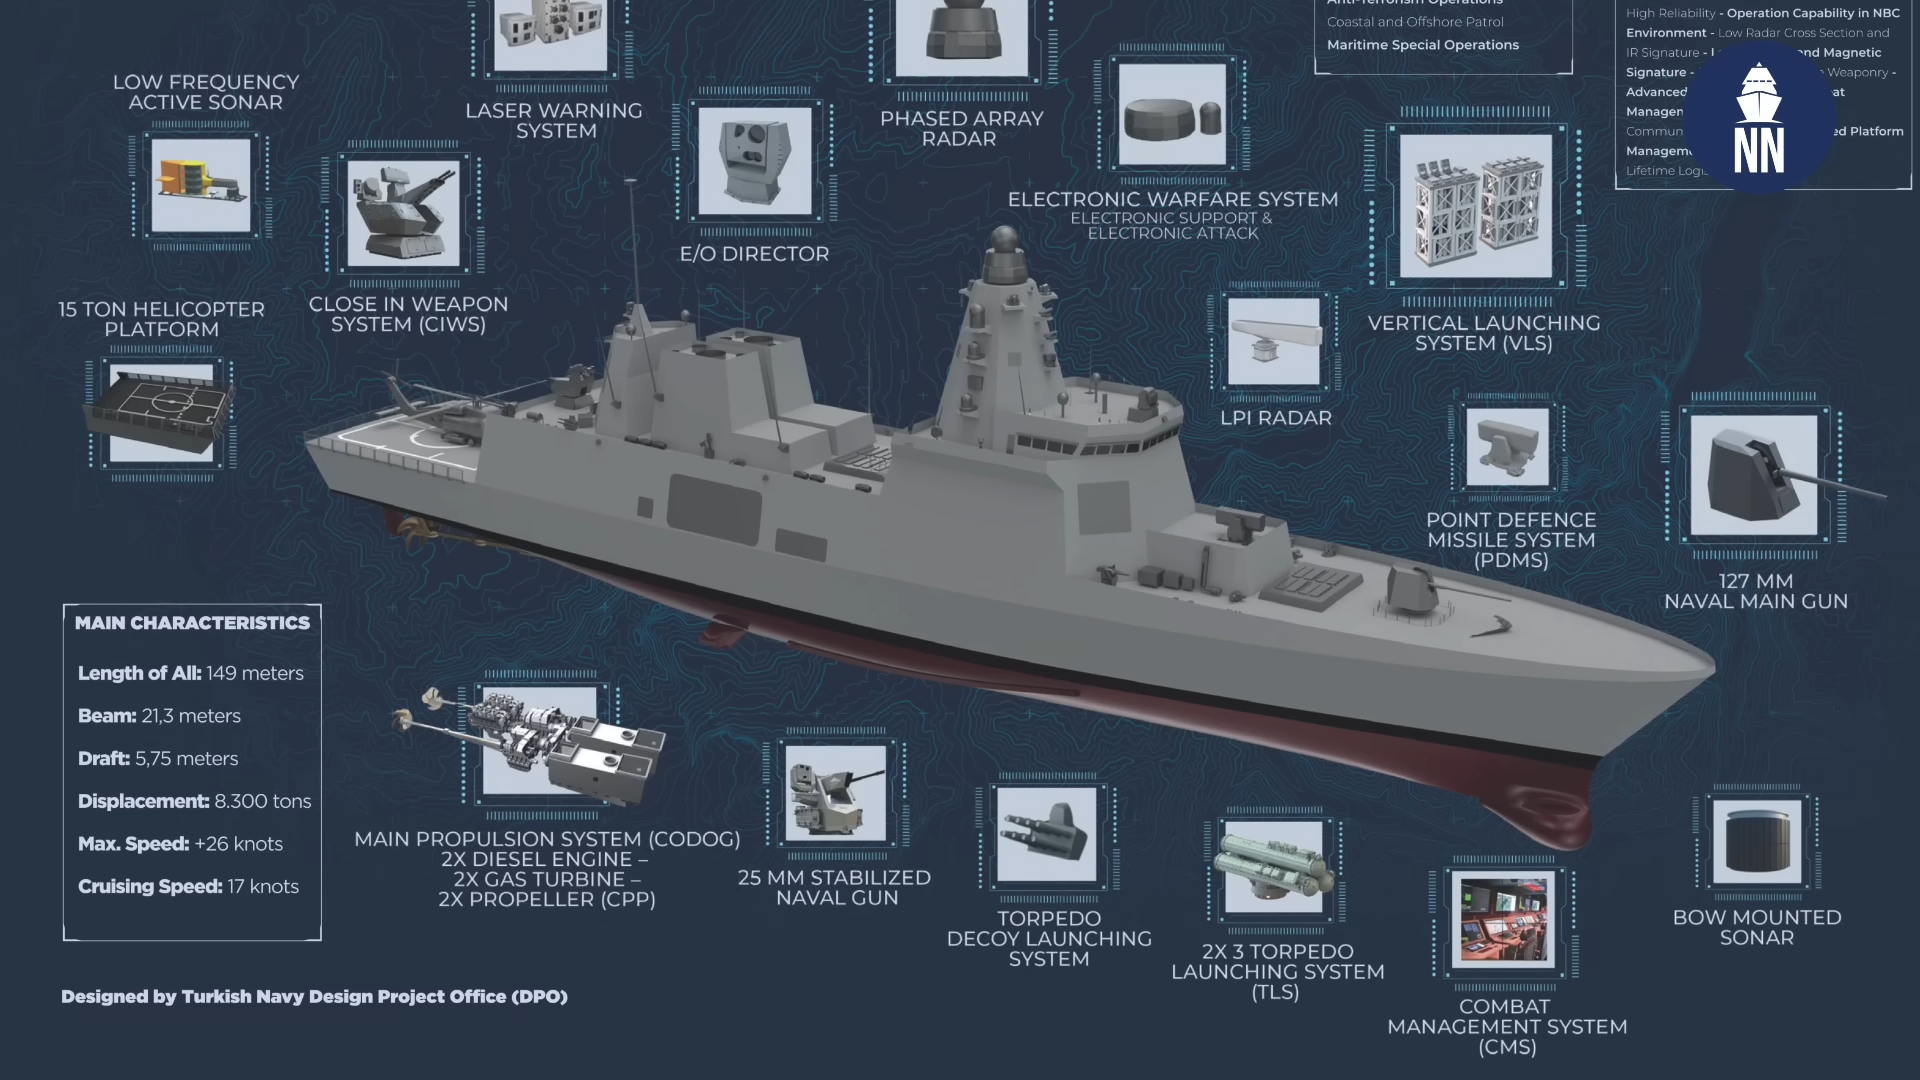 Anti-Terrorism Operations
Coastal and Offshore Patrol
Maritime Special Operations
High Reliability - Operation Capability in NBC
Environment - Low Radar Cross Section and
IR Signature - and Magnetic
Signature - Weaponry -
Advanced
Commun Platform
NN
LOW FREQUENCY
ACTIVE SONAR
LASER WARNING
SYSTEM
PHASED ARRAY
RADAR
ELECTRONIC WARFARE SYSTEM
ELECTRONIC SUPPORT &
ELECTRONIC ATTACK
E/O DIRECTOR
15 TON HELICOPTER
PLATFORM
CLOSE IN WEAPON
SYSTEM (CIWS)
VERTICAL LAUNCHING
SYSTEM (VLS)
LPI RADAR
POINT DEFENCE
MISSILE SYSTEM
(PDMS)
127 MM
NAVAL MAIN GUN
MAIN CHARACTERISTICS
Length of All: 149 meters
Beam: 21,3 meters
Draft: 5,75 meters
Displacement: 8.300 tons
Max. Speed: +26 knots
Cruising Speed: 17 knots
MAIN PROPULSION SYSTEM (CODOG)
2X DIESEL ENGINE –
2X GAS TURBINE –
2X PROPELLER (CPP)
25 MM STABILIZED
NAVAL GUN
TORPEDO
DECOY LAUNCHING
SYSTEM
2X 3 TORPEDO
LAUNCHING SYSTEM
(TLS)
COMBAT
MANAGEMENT SYSTEM
(CMS)
BOW MOUNTED
SONAR
Designed by Turkish Navy Design Project Office (DPO)